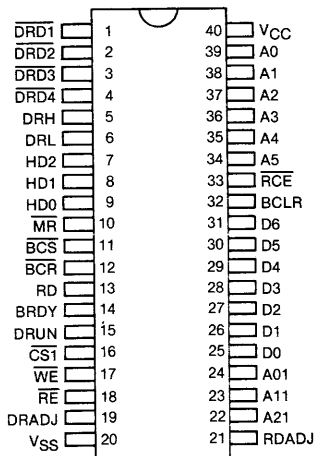 DRD1 1 40 VCC
DRD2 2 39 A0
DRD3 3 38 A1
DRD4 4 37 A2
DRH 5 36 A3
DRL 6 35 A4
HD2 7 34 A5
HD1 8 33 RCE
HD0 9 32 BCLR
MR 10 31 D6
BCS 11 30 D5
BCR 12 29 D4
RD 13 28 D3
BRDY 14 27 D2
DRUN 15 26 D1
CS1 16 25 D0
WE 17 24 A01
RE 18 23 A11
DRADJ 19 22 A21
VSS 20 21 RDADJ